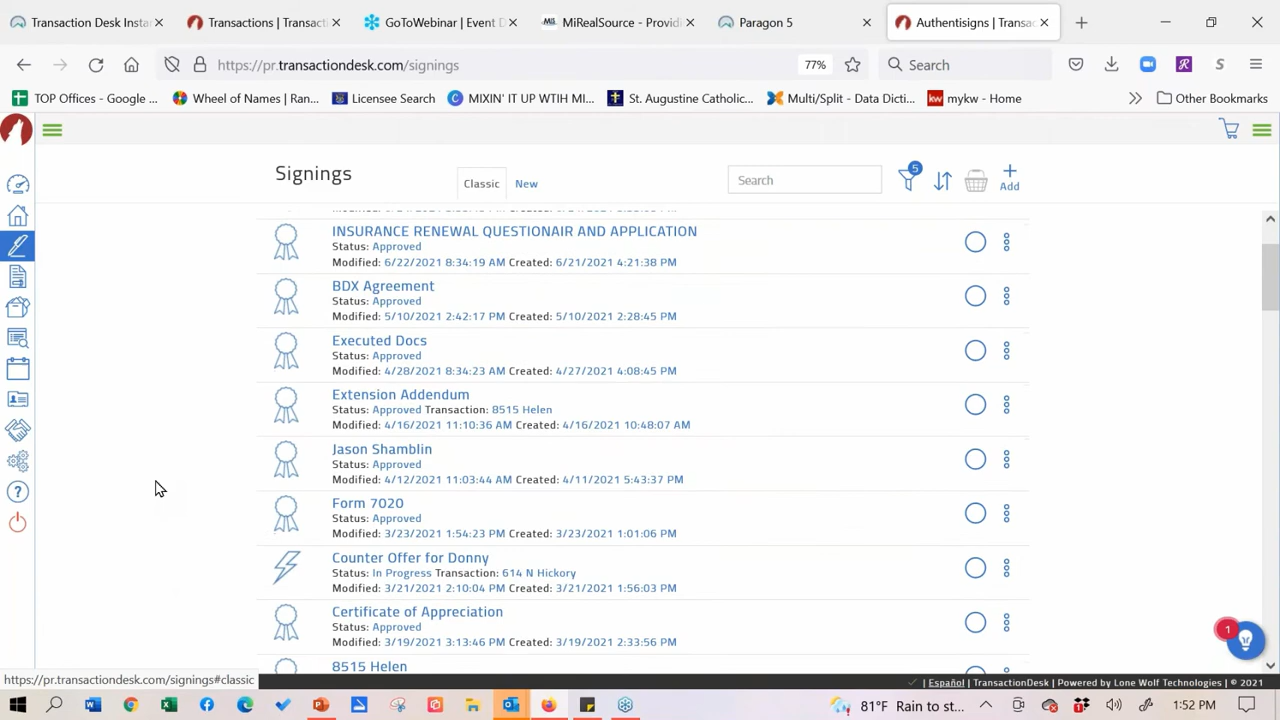 Transaction Desk Insta
Transactions | Transact
GoToWebinar | Event D
Mi MiRealSource - Providi
Paragon 5
Authentisigns | Transac
https://pr.transactiondesk.com/signings
77%
Search
TOP Offices - Google ...
Wheel of Names | Ran...
Licensee Search
MIXIN' IT UP WTIH MI...
St. Augustine Catholic...
Multi/Split - Data Dicti...
kw mykw - Home
Other Bookmarks
Signings
Classic
New
Search
5
Add
INSURANCE RENEWAL QUESTIONAIR AND APPLICATION
Status: Approved
Modified: 6/22/2021 8:34:19 AM Created: 6/21/2021 4:21:38 PM
BDX Agreement
Status: Approved
Modified: 5/10/2021 2:42:17 PM Created: 5/10/2021 2:28:45 PM
Executed Docs
Status: Approved
Modified: 4/28/2021 8:34:23 AM Created: 4/27/2021 4:08:45 PM
Extension Addendum
Status: Approved Transaction: 8515 Helen
Modified: 4/16/2021 11:10:36 AM Created: 4/16/2021 10:48:07 AM
Jason Shamblin
Status: Approved
Modified: 4/12/2021 11:03:44 AM Created: 4/11/2021 5:43:37 PM
Form 7020
Status: Approved
Modified: 3/23/2021 1:54:23 PM Created: 3/23/2021 1:01:06 PM
Counter Offer for Donny
Status: In Progress Transaction: 614 N Hickory
Modified: 3/21/2021 2:10:04 PM Created: 3/21/2021 1:56:03 PM
Certificate of Appreciation
Status: Approved
Modified: 3/19/2021 3:13:46 PM Created: 3/19/2021 2:33:56 PM
8515 Helen
1
https://pr.transactiondesk.com/signings#classic
Español | TransactionDesk | Powered by Lone Wolf Technologies | © 2021
81°F Rain to st...
1:52 PM